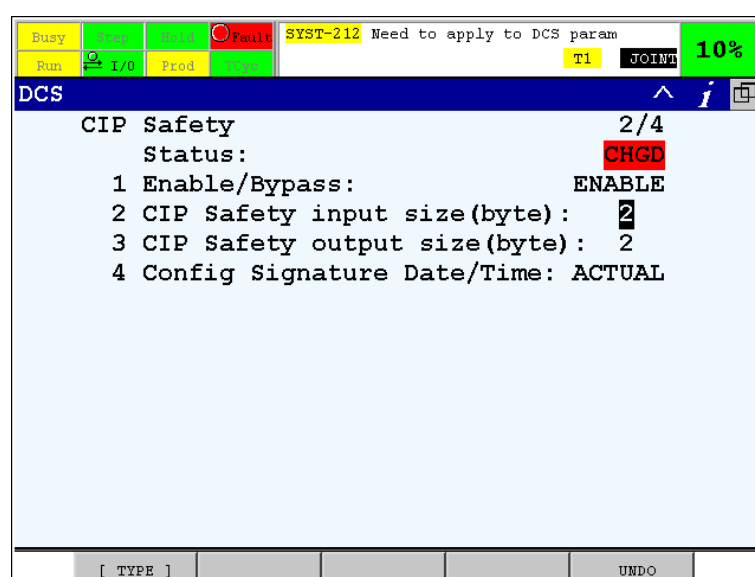 Busy Step Hold Fault SYST-212 Need to apply to DCS param
Run I/O Prod TCyc T1 JOINT 10%
DCS
CIP Safety 2/4
Status: CHGD
1 Enable/Bypass: ENABLE
2 CIP Safety input size(byte): 2
3 CIP Safety output size(byte): 2
4 Config Signature Date/Time: ACTUAL
[ TYPE ] UNDO